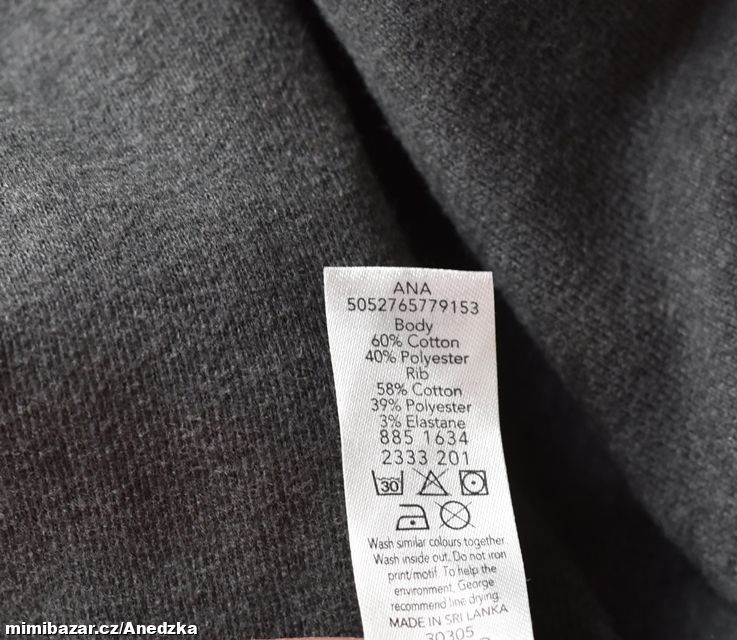 ANA
5052765779153
Body
60% Cotton
40% Polyester
Rib
58% Cotton
39% Polyester
3% Elastane
885 1634
2333 201
30
Wash similar colours together.
Wash inside out. Do not iron
print/motif. To help the
environment, George
recommend line drying.
MADE IN SRI LANKA
30305
mimibazar.cz/Anedzka